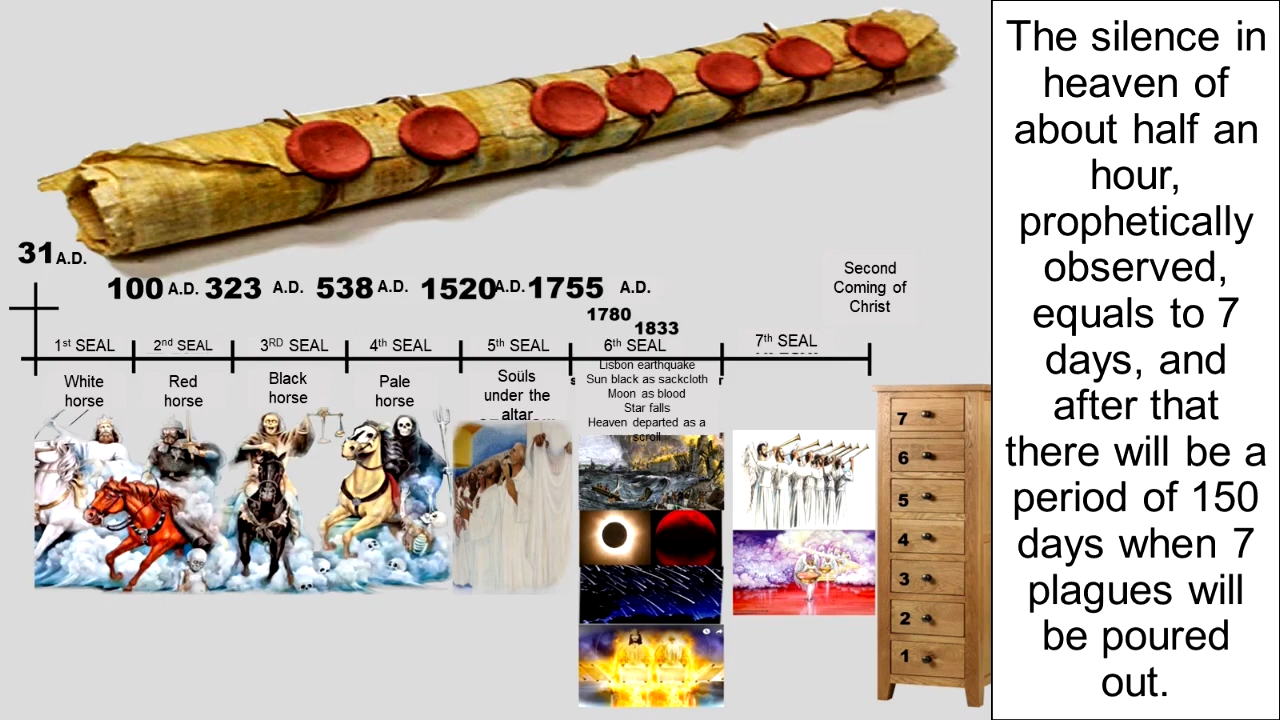 31 A.D.
100 A.D. 323 A.D. 538 A.D. 1520 A.D. 1755 A.D.
1780
1833
Second
Coming of
Christ
1st SEAL
2nd SEAL
3RD SEAL
4th SEAL
5th SEAL
6th SEAL
7th SEAL
White
horse
Red
horse
Black
horse
Pale
horse
Soüls
under the
altar
Lisbon earthquake
Sun black as sackcloth
Moon as blood
Star falls
Heaven departed as a
scroll
7
6
5
4
3
2
1
The silence in
heaven of
about half an
hour,
prophetically
observed,
equals to 7
days, and
after that
there will be a
period of 150
days when 7
plagues will
be poured
out.